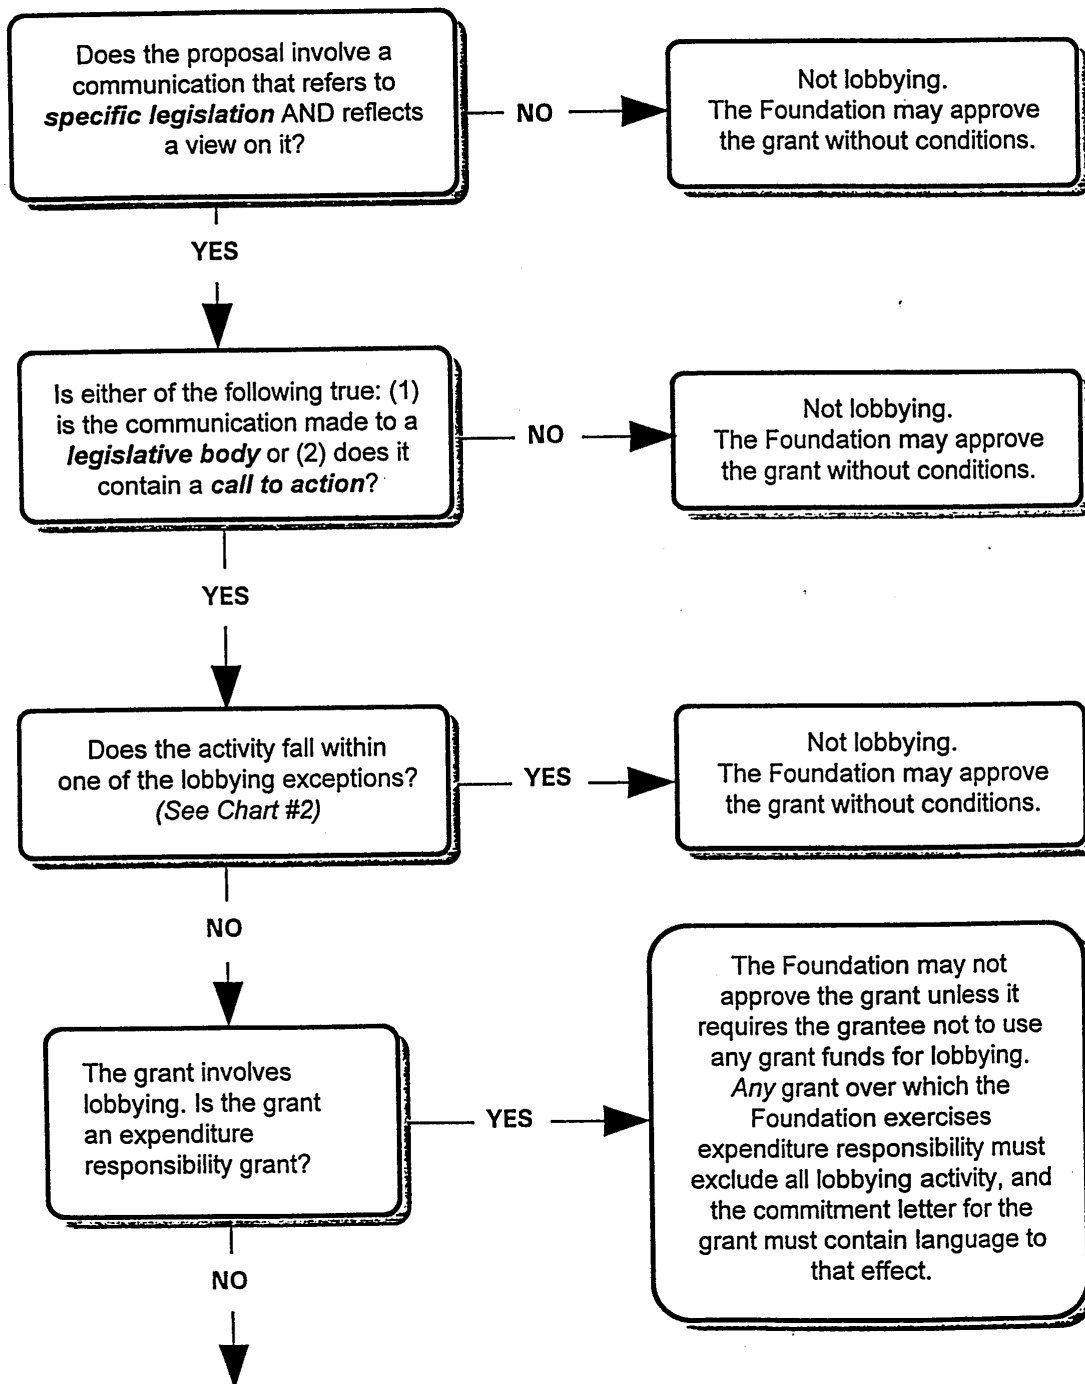 Does the proposal involve a
communication that refers to
specific legislation AND reflects
a view on it?
NO
Not lobbying.
The Foundation may approve
the grant without conditions.
YES
Is either of the following true: (1)
is the communication made to a
legislative body or (2) does it
contain a call to action?
NO
Not lobbying.
The Foundation may approve
the grant without conditions.
YES
Does the activity fall within
one of the lobbying exceptions?
(See Chart #2)
YES
Not lobbying.
The Foundation may approve
the grant without conditions.
NO
The grant involves
lobbying. Is the grant
an expenditure
responsibility grant?
YES
The Foundation may not
approve the grant unless it
requires the grantee not to use
any grant funds for lobbying.
Any grant over which the
Foundation exercises
expenditure responsibility must
exclude all lobbying activity, and
the commitment letter for the
grant must contain language to
that effect.
NO